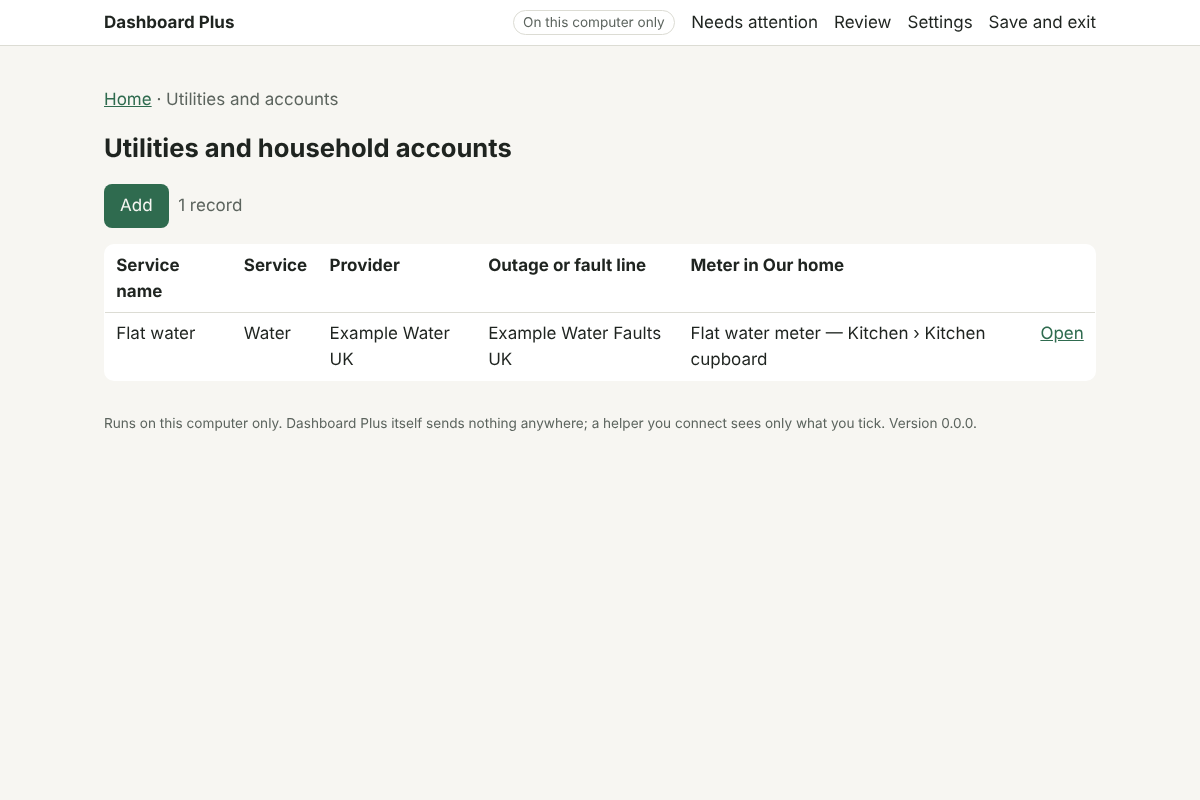 Dashboard Plus
On this computer only
Needs attention
Review
Settings
Save and exit
Home · Utilities and accounts
Utilities and household accounts
Add
1 record
Service name
Service
Provider
Outage or fault line
Meter in Our home
Flat water
Water
Example Water UK
Example Water Faults UK
Flat water meter — Kitchen › Kitchen cupboard
Open
Runs on this computer only. Dashboard Plus itself sends nothing anywhere; a helper you connect sees only what you tick. Version 0.0.0.